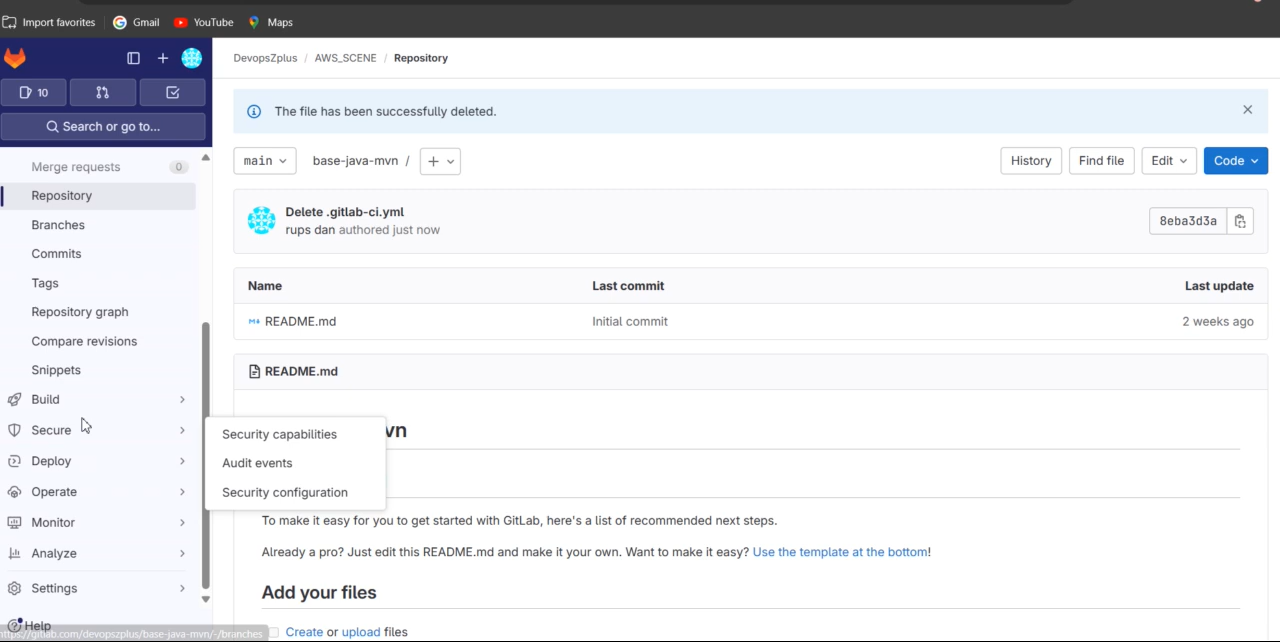 Import favorites
Gmail
YouTube
Maps
10
Search or go to...
DevopsZplus / AWS_SCENE / Repository
The file has been successfully deleted.
main
base-java-mvn /
History
Find file
Edit
Code
Delete .gitlab-ci.yml
rups dan authored just now
8eba3d3a
Name
Last commit
Last update
README.md
Initial commit
2 weeks ago
README.md
vn
To make it easy for you to get started with GitLab, here's a list of recommended next steps.
Already a pro? Just edit this README.md and make it your own. Want to make it easy? Use the template at the bottom!
Add your files
Create or upload files
Merge requests 0
Repository
Branches
Commits
Tags
Repository graph
Compare revisions
Snippets
Build
Secure
Deploy
Operate
Monitor
Analyze
Settings
Help
Security capabilities
Audit events
Security configuration
https://gitlab.com/devopszplus/base-java-mvn/-/branches